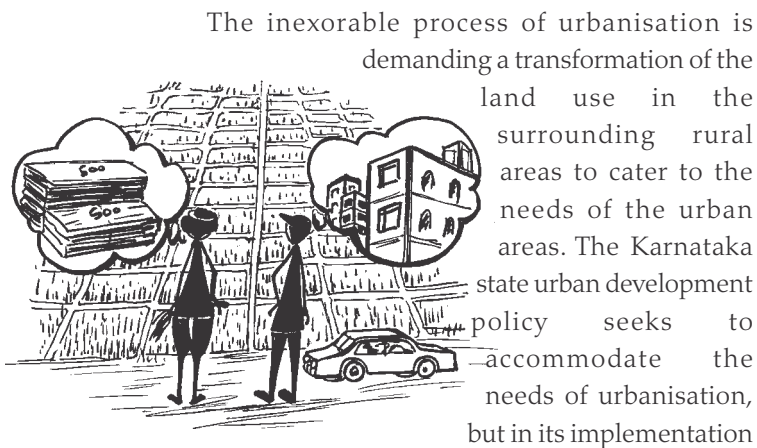 The inexorable process of urbanisation is
demanding a transformation of the
land use in the
surrounding rural
areas to cater to the
needs of the urban
areas. The Karnataka
state urban development
policy seeks to
accommodate the
needs of urbanisation,
but in its implementation
500
500